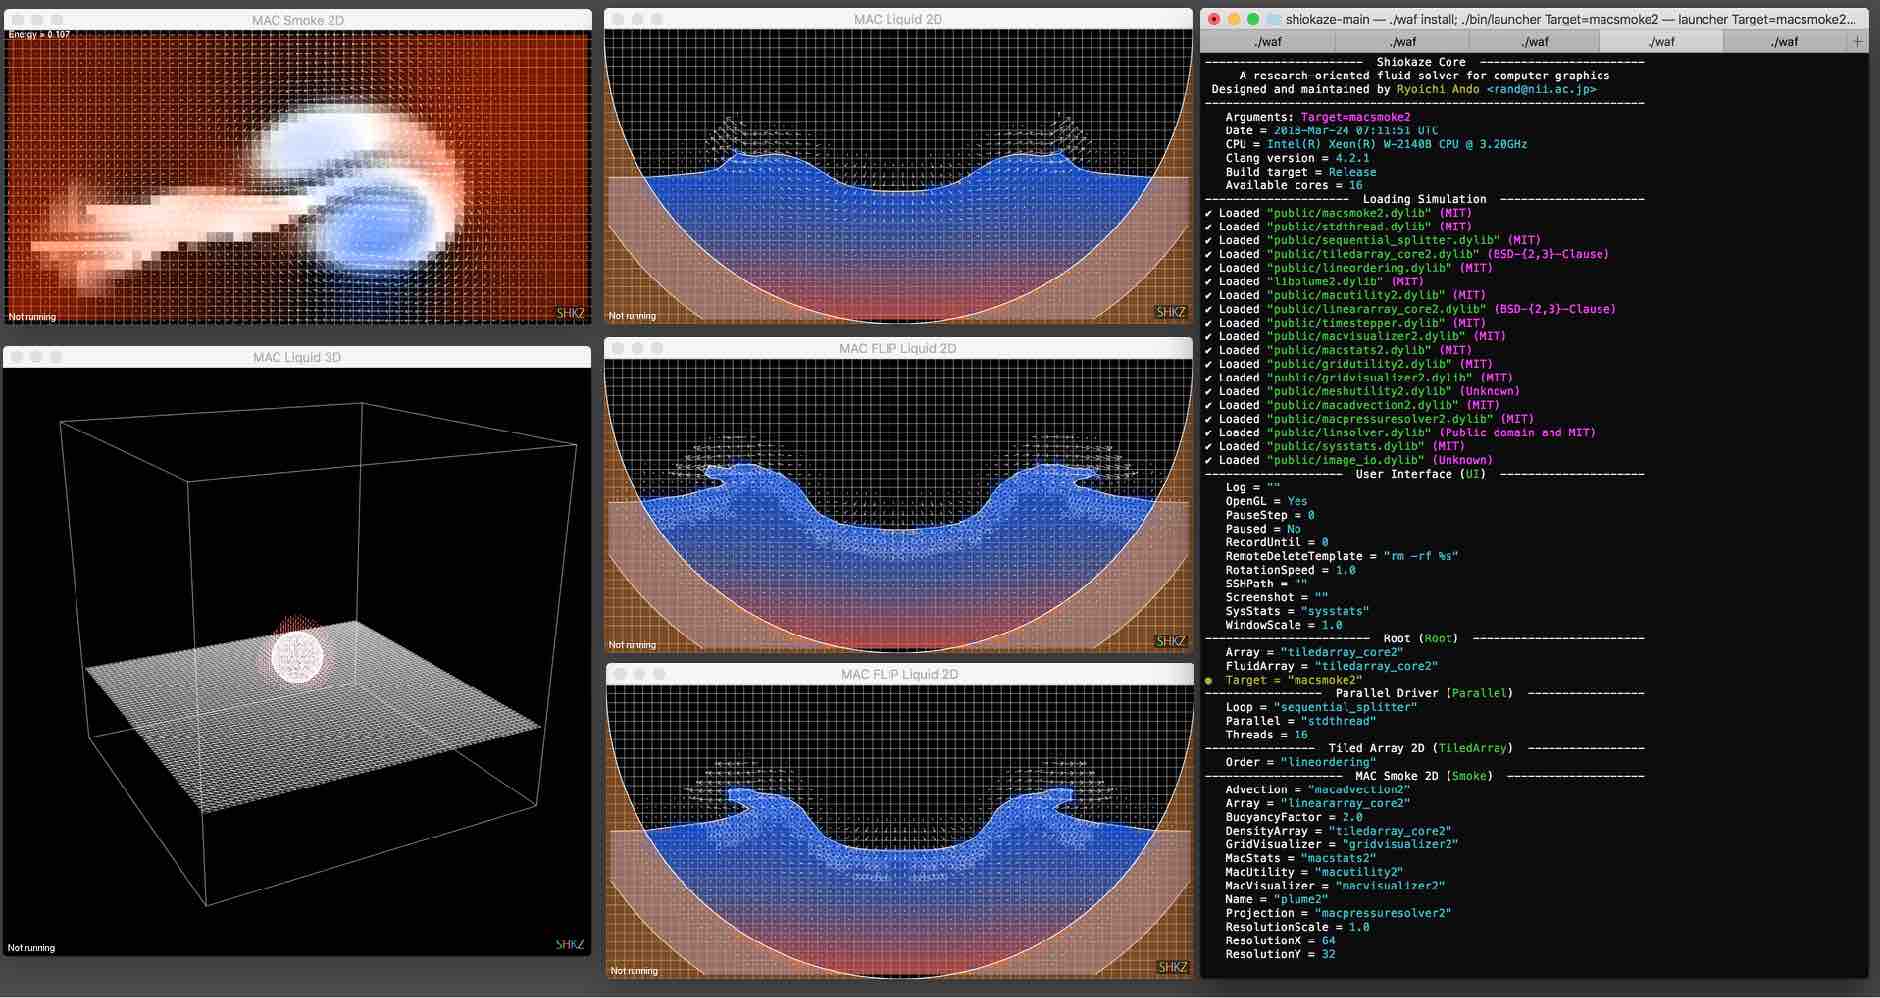 MAC Smoke 2D
Energy = 0.107
Not running
SHKZ
MAC Liquid 3D
Not running
SHKZ
MAC Liquid 2D
Not running
SHKZ
MAC FLIP Liquid 2D
Not running
SHKZ
MAC FLIP Liquid 2D
Not running
SHKZ
shiokaze-main — ./waf install; ./bin/launcher Target=macsmoke2 — launcher Target=macsmoke2...
./waf ./waf ./waf ./waf ./waf +
Shiokaze Core
A research-oriented fluid solver for computer graphics
Designed and maintained by Ryoichi Ando <rand@nii.ac.jp>
Arguments: Target=macsmoke2
Date = 2018-Mar-24 07:11:51 UTC
CPU = Intel(R) Xeon(R) W-2140B CPU @ 3.20GHz
Clang version = 4.2.1
Build target = Release
Available cores = 16
Loading Simulation
✔ Loaded "public/macsmoke2.dylib" (MIT)
✔ Loaded "public/stdthread.dylib" (MIT)
✔ Loaded "public/sequential_splitter.dylib" (MIT)
✔ Loaded "public/tiledarray_core2.dylib" (BSD-{2,3}-Clause)
✔ Loaded "public/lineordering.dylib" (MIT)
✔ Loaded "libplume2.dylib" (MIT)
✔ Loaded "public/macutility2.dylib" (MIT)
✔ Loaded "public/lineararray_core2.dylib" (BSD-{2,3}-Clause)
✔ Loaded "public/timestepper.dylib" (MIT)
✔ Loaded "public/macvisualizer2.dylib" (MIT)
✔ Loaded "public/macstats2.dylib" (MIT)
✔ Loaded "public/gridutility2.dylib" (MIT)
✔ Loaded "public/gridvisualizer2.dylib" (MIT)
✔ Loaded "public/meshutility2.dylib" (Unknown)
✔ Loaded "public/macadvection2.dylib" (MIT)
✔ Loaded "public/macpressuresolver2.dylib" (MIT)
✔ Loaded "public/linsolver.dylib" (Public domain and MIT)
✔ Loaded "public/sysstats.dylib" (MIT)
✔ Loaded "public/image_io.dylib" (Unknown)
User Interface (UI)
Log = ""
OpenGL = Yes
PauseStep = 0
Paused = No
RecordUntil = 0
RemoteDeleteTemplate = "rm -rf %s"
RotationSpeed = 1.0
SSHPath = ""
Screenshot = ""
SysStats = "sysstats"
WindowScale = 1.0
Root (Root)
Array = "tiledarray_core2"
FluidArray = "tiledarray_core2"
● Target = "macsmoke2"
Parallel Driver (Parallel)
Loop = "sequential_splitter"
Parallel = "stdthread"
Threads = 16
Tiled Array 2D (TiledArray)
Order = "lineordering"
MAC Smoke 2D (Smoke)
Advection = "macadvection2"
Array = "lineararray_core2"
BuoyancyFactor = 2.0
DensityArray = "tiledarray_core2"
GridVisualizer = "gridvisualizer2"
MacStats = "macstats2"
MacUtility = "macutility2"
MacVisualizer = "macvisualizer2"
Name = "plume2"
Projection = "macpressuresolver2"
ResolutionScale = 1.0
ResolutionX = 64
ResolutionY = 32